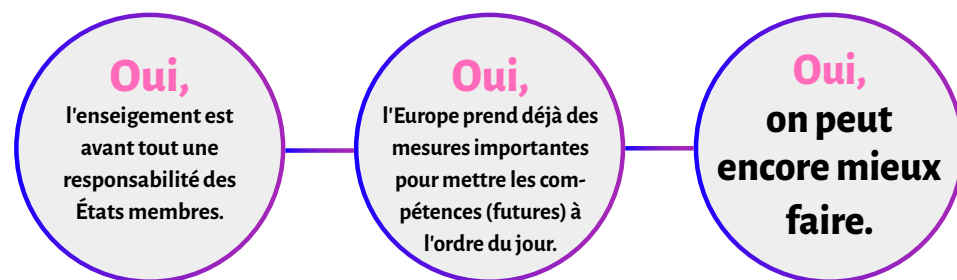 Oui,
l'enseigement est
avant tout une
responsabilité des
États membres.
Oui,
l'Europe prend déjà des
mesures importantes
pour mettre les com-
pétences (futures) à
l'ordre du jour.
Oui,
on peut
encore mieux
faire.